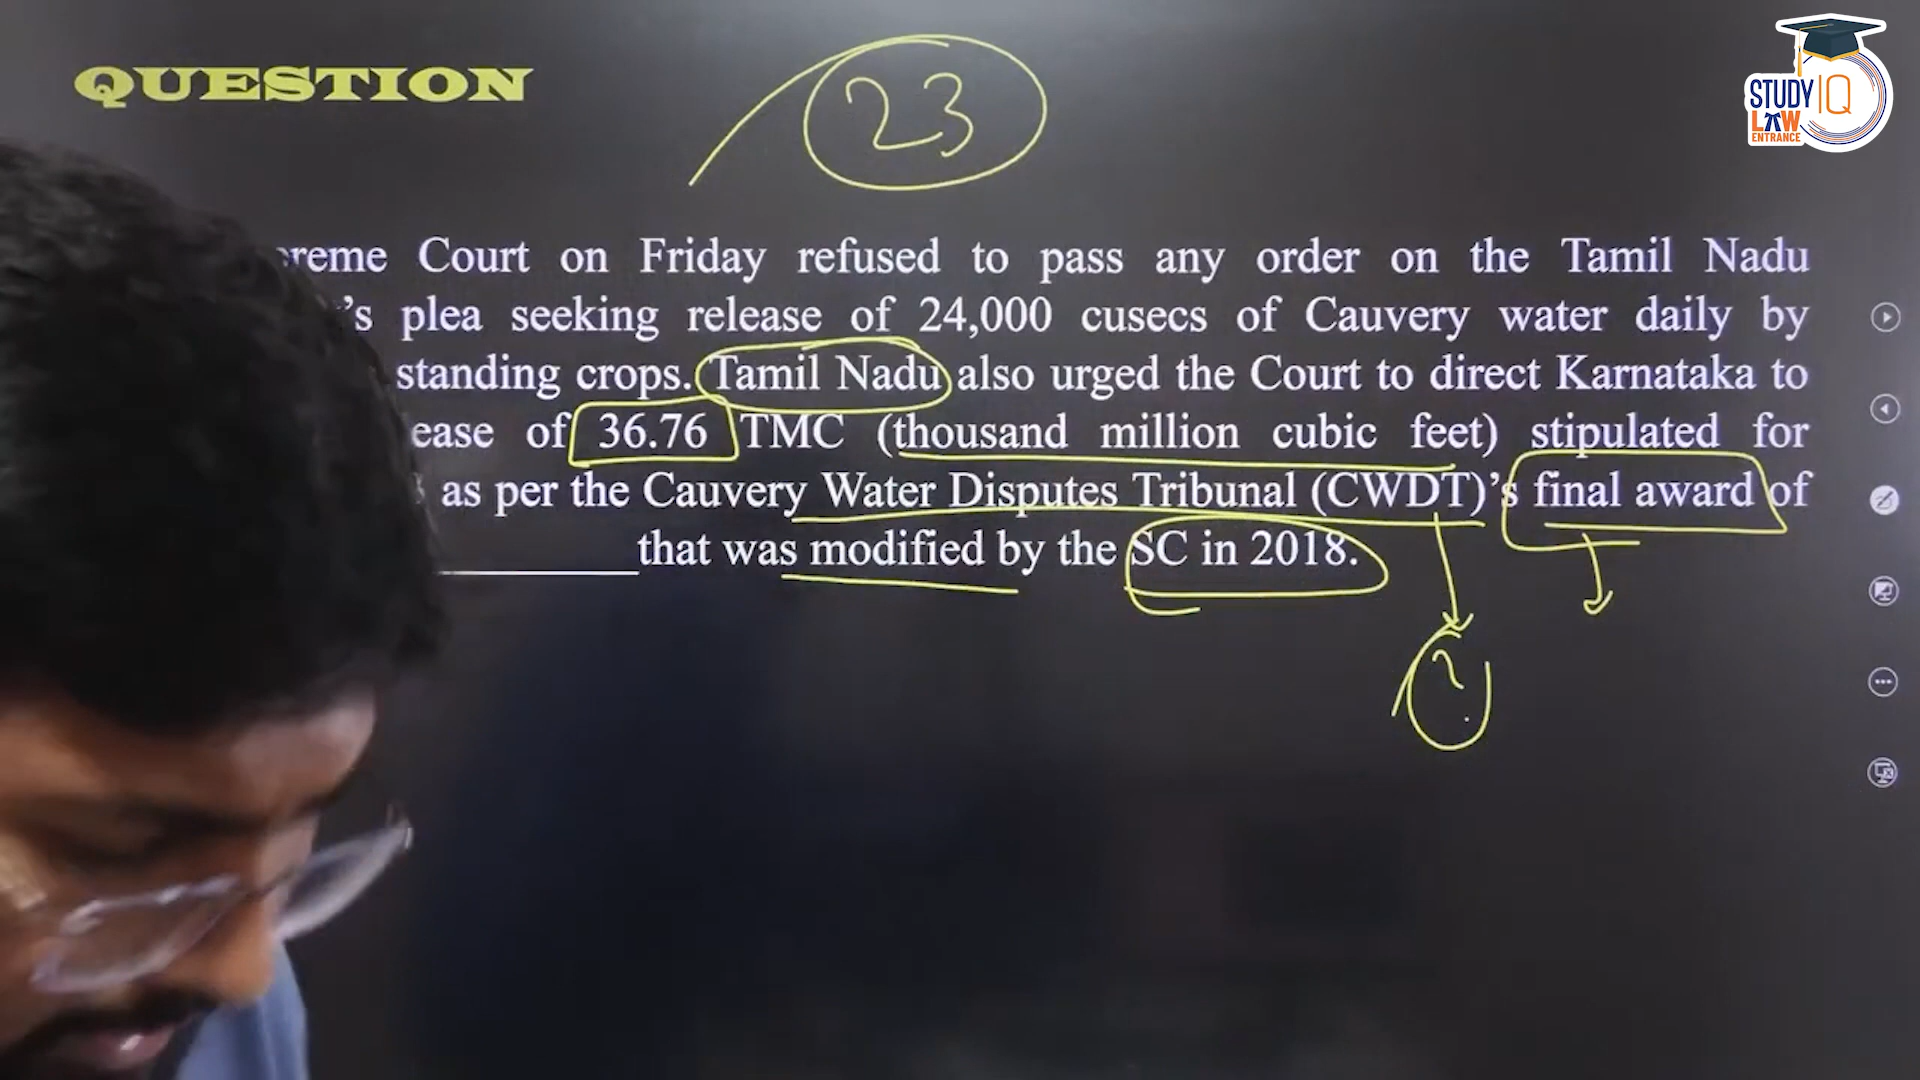 QUESTION
23
STUDY IQ
LAW
ENTRANCE
Court on Friday refused to pass any order on the Tamil Nadu
plea seeking release of 24,000 cusecs of Cauvery water daily by
standing crops. Tamil Nadu also urged the Court to direct Karnataka to
of 36.76 TMC (thousand million cubic feet) stipulated for
as per the Cauvery Water Disputes Tribunal (CWDT)’s final award of
that was modified by the SC in 2018.
?